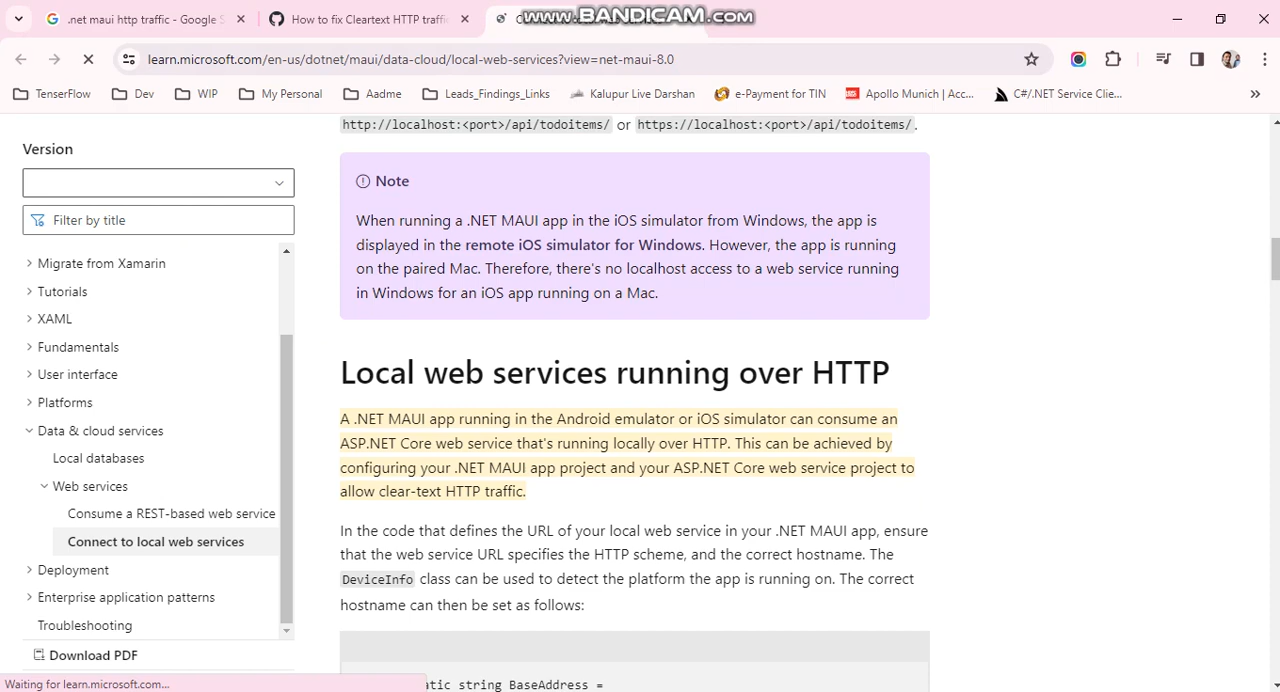 .net maui http traffic - Google S
How to fix Cleartext HTTP traffi
C
www.BANDICAM.com
learn.microsoft.com/en-us/dotnet/maui/data-cloud/local-web-services?view=net-maui-8.0
TenserFlow
Dev
WIP
My Personal
Aadme
Leads_Findings_Links
Kalupur Live Darshan
e-Payment for TIN
Apollo Munich | Acc...
C#/.NET Service Clie...
Version
Filter by title
Migrate from Xamarin
Tutorials
XAML
Fundamentals
User interface
Platforms
Data & cloud services
Local databases
Web services
Consume a REST-based web service
Connect to local web services
Deployment
Enterprise application patterns
Troubleshooting
Download PDF
Waiting for learn.microsoft.com...
http://localhost:<port>/api/todoitems/ or https://localhost:<port>/api/todoitems/.
Note
When running a .NET MAUI app in the iOS simulator from Windows, the app is
displayed in the remote iOS simulator for Windows. However, the app is running
on the paired Mac. Therefore, there's no localhost access to a web service running
in Windows for an iOS app running on a Mac.
Local web services running over HTTP
A .NET MAUI app running in the Android emulator or iOS simulator can consume an
ASP.NET Core web service that's running locally over HTTP. This can be achieved by
configuring your .NET MAUI app project and your ASP.NET Core web service project to
allow clear-text HTTP traffic.
In the code that defines the URL of your local web service in your .NET MAUI app, ensure
that the web service URL specifies the HTTP scheme, and the correct hostname. The
DeviceInfo class can be used to detect the platform the app is running on. The correct
hostname can then be set as follows:
atic string BaseAddress =